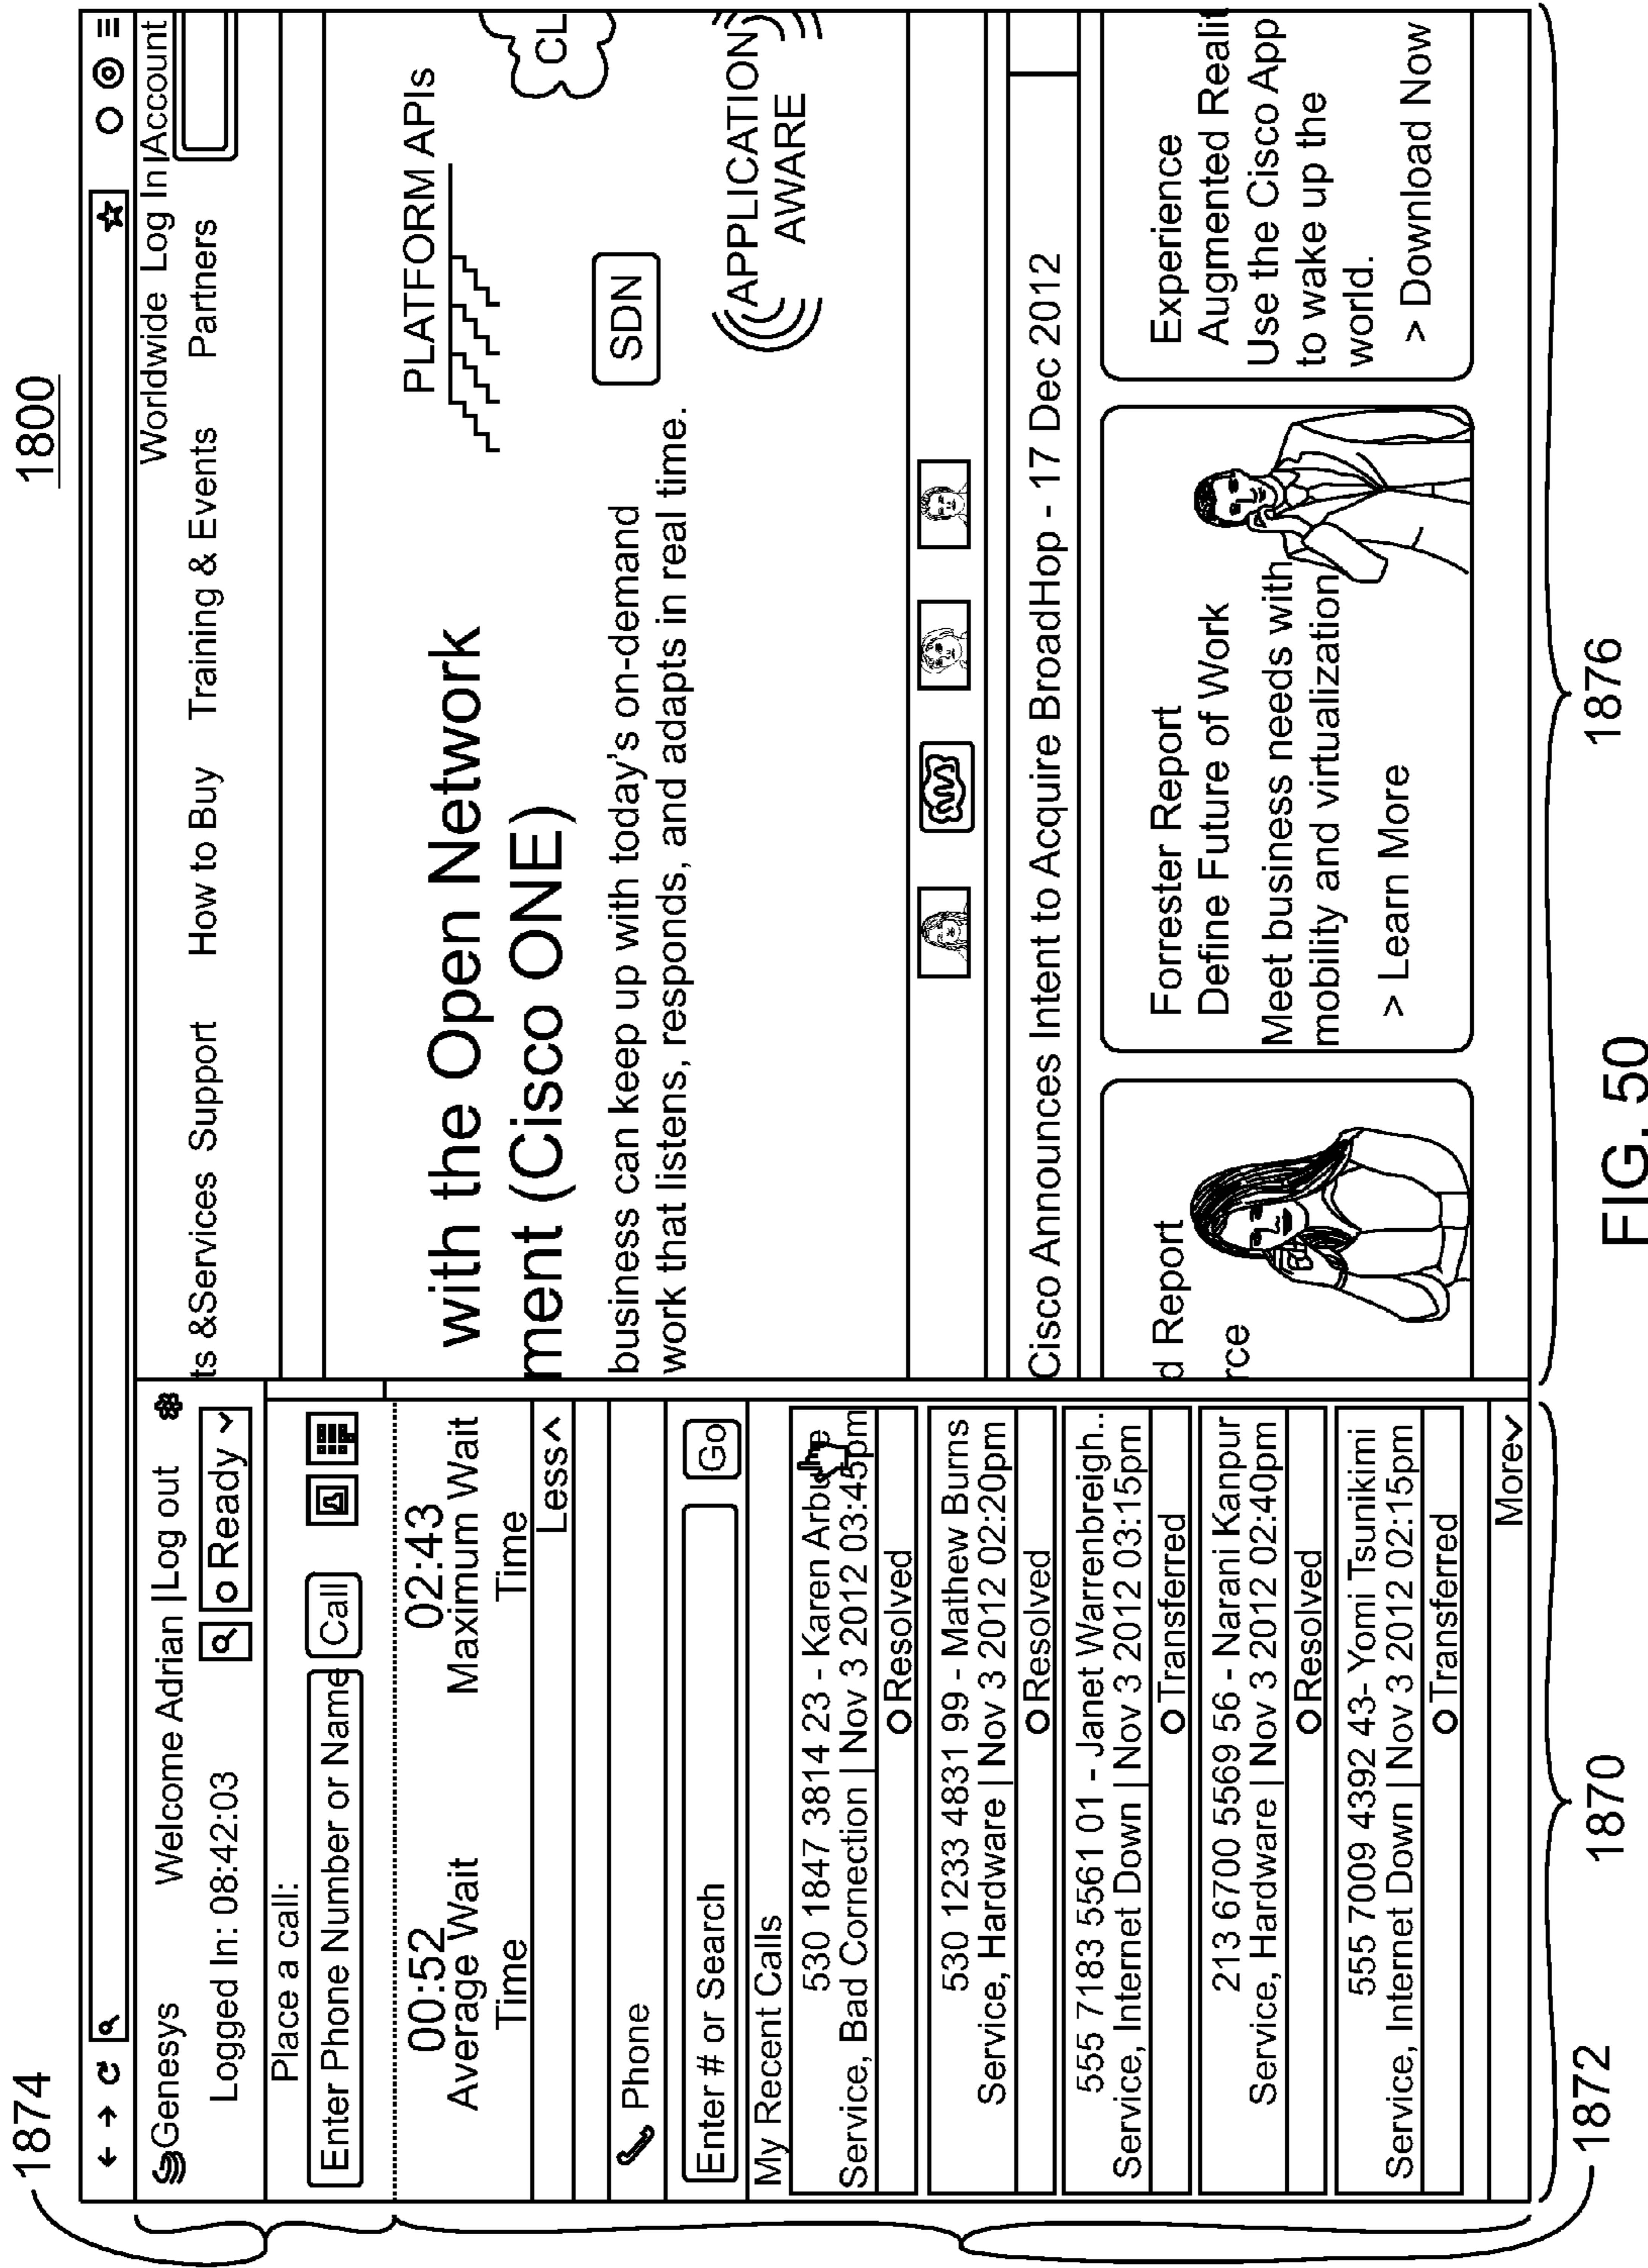 1800
1874
Genesys Welcome Adrian |Log out
Logged In: 08:42:03 Ready
Place a call:
Enter Phone Number or Name Call
00:52 02:43
Average Wait Maximum Wait
Time Time
Less
Phone
Enter # or Search Go
My Recent Calls
530 1847 3814 23 - Karen
Service, Bad Connection | Nov 3 2012 03:45pm
Resolved
530 1233 4831 99 - Mathew Burns
Service, Hardware | Nov 3 2012 02:20pm
Resolved
555 7183 5561 01 - Janet Warrenbreigh..
Service, Internet Down | Nov 3 2012 03:15pm
Transferred
213 6700 5569 56 - Narani Kanpur
Service, Hardware | Nov 3 2012 02:40pm
Resolved
555 7009 4392 43- Yomi Tsunikimi
Service, Internet Down | Nov 3 2012 02:15pm
Transferred
More
Worldwide Log In |Account
ts &Services Support How to Buy Training & Events Partners
with the Open Network
ment (Cisco ONE)
business can keep up with today's on-demand
work that listens, responds, and adapts in real time.
PLATFORM APIs
CL
SDN
APPLICATION
AWARE
Cisco Announces Intent to Acquire BroadHop - 17 Dec 2012
d Report
rce
Forrester Report
Define Future of Work
Meet business needs with
mobility and virtualization
> Learn More
Experience
Augmented Realit
Use the Cisco App
to wake up the
world.
> Download Now
1872
1870
1876
FIG. 50